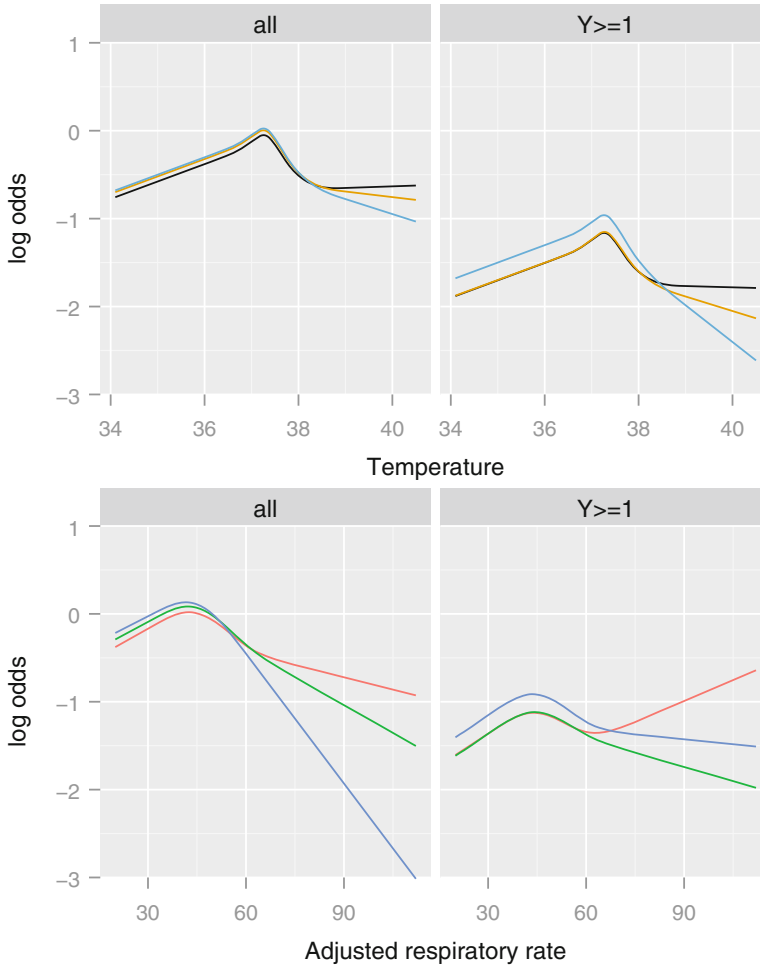 all Y>=1
1
0
−1
−2
−3
log odds
34 36 38 40 34 36 38 40
Temperature
all Y>=1
1
0
−1
−2
−3
log odds
30 60 90 30 60 90
Adjusted respiratory rate